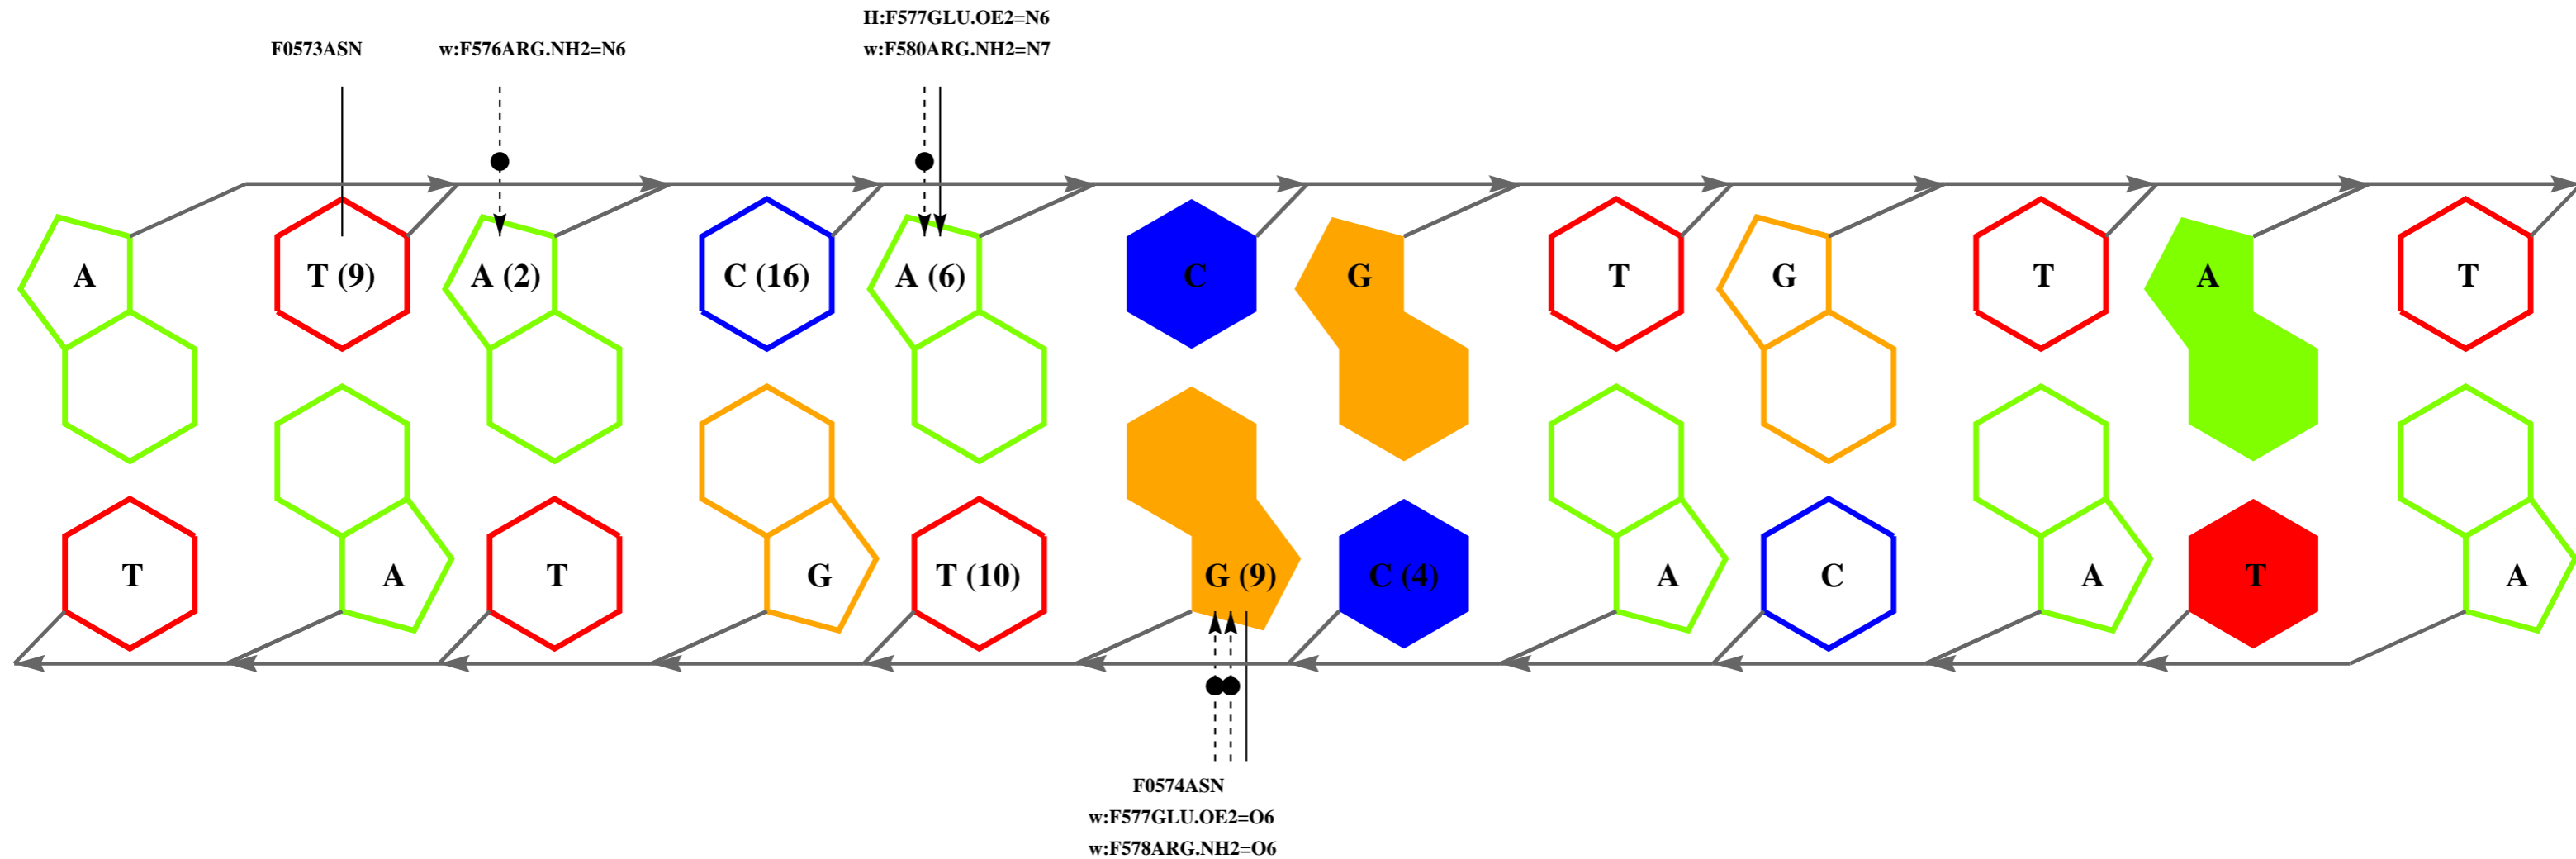 H:F577GLU.OE2=N6
F0573ASN w:F576ARG.NH2=N6 w:F580ARG.NH2=N7
A T (9) A (2) C (16) A (6) C G T G T A T
T A T G T (10) G (9) C (4) A C A T A
F0574ASN
w:F577GLU.OE2=O6
w:F578ARG.NH2=O6